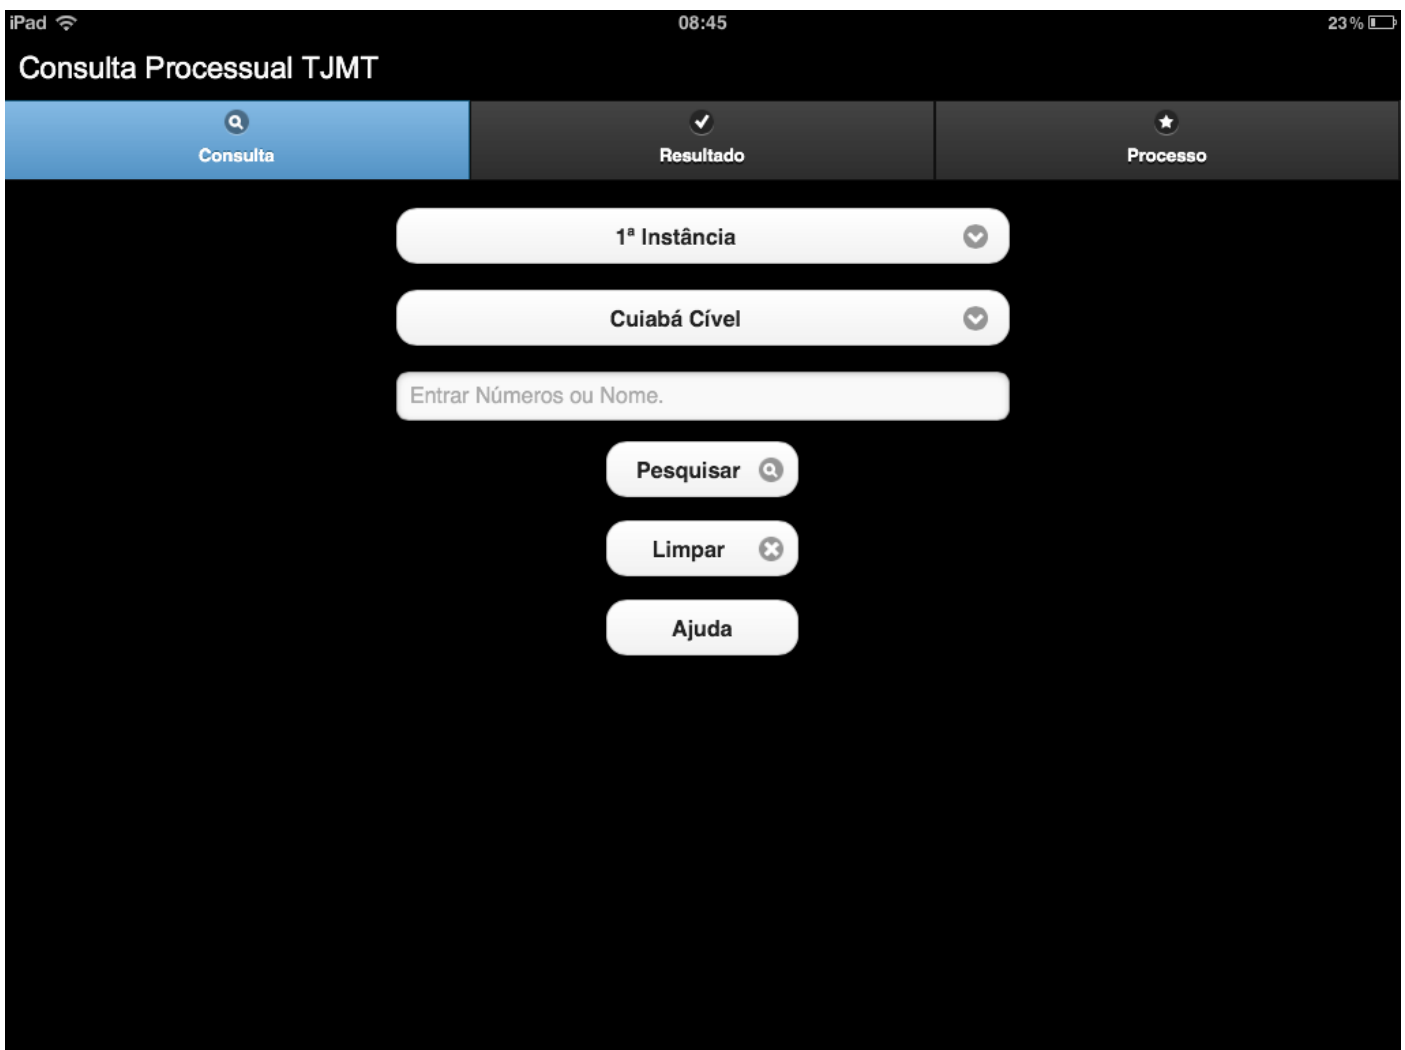 iPad 08:45 23%
Consulta Processual TJMT
Consulta Resultado Processo
1ª Instância
Cuiabá Cível
Entrar Números ou Nome.
Pesquisar
Limpar
Ajuda